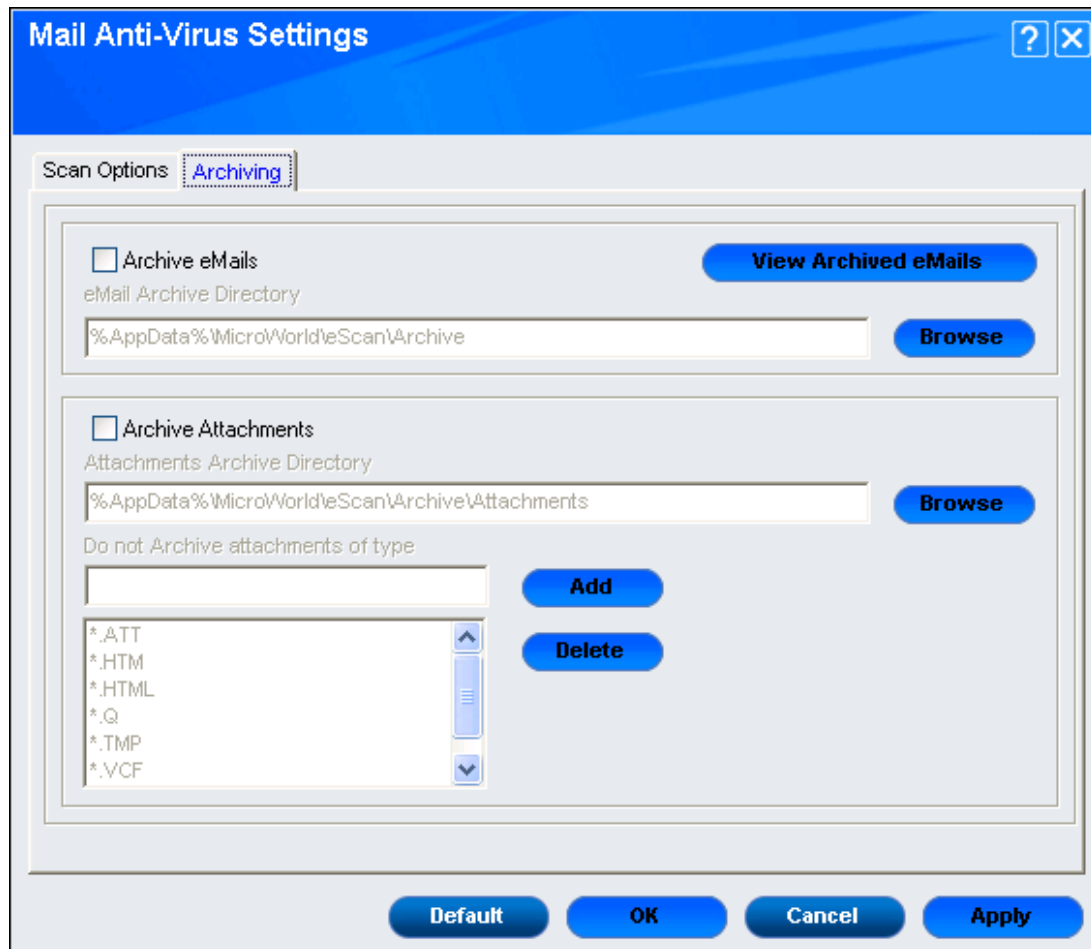 Mail Anti-Virus Settings
?
Scan Options
Archiving
Archive eMails
View Archived eMails
eMail Archive Directory
%AppData%\MicroWorld\eScan\Archive
Browse
Archive Attachments
Attachments Archive Directory
%AppData%\MicroWorld\eScan\Archive\Attachments
Browse
Do not Archive attachments of type
Add
*.ATT
*.HTM
*.HTML
*.Q
*.TMP
*.VCF
Delete
Default
OK
Cancel
Apply